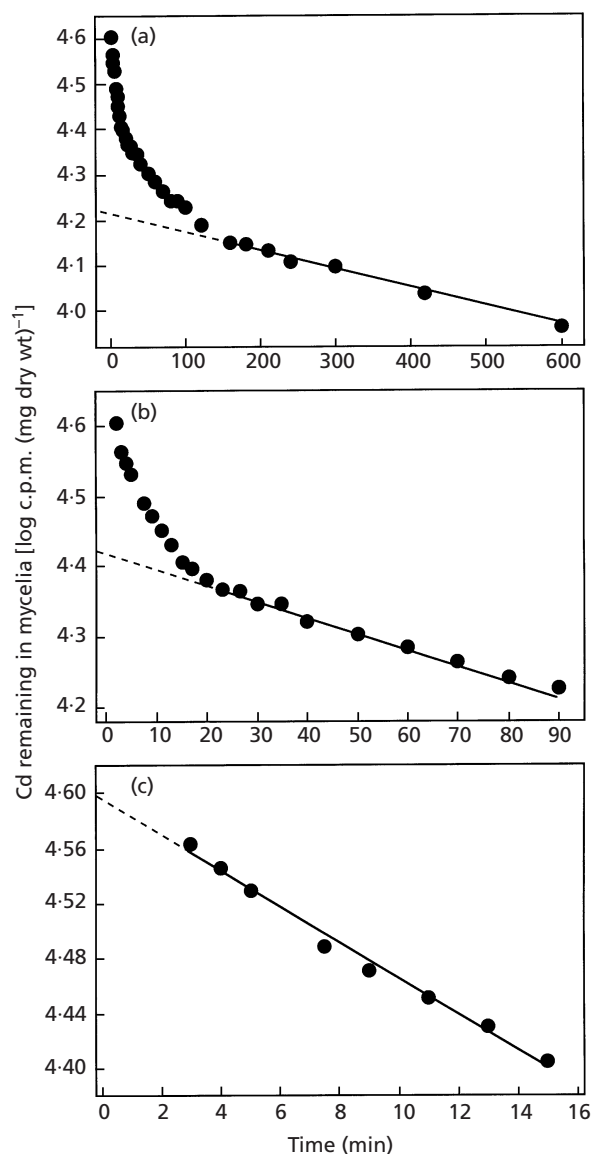 Cd remaining in mycelia [log c.p.m. (mg dry wt)⁻¹]
(a)
4·6
4·5
4·4
4·3
4·2
4·1
4·0
0 100 200 300 400 500 600
(b)
4·6
4·5
4·4
4·3
4·2
0 10 20 30 40 50 60 70 80 90
(c)
4·60
4·56
4·52
4·48
4·44
4·40
0 2 4 6 8 10 12 14 16
Time (min)